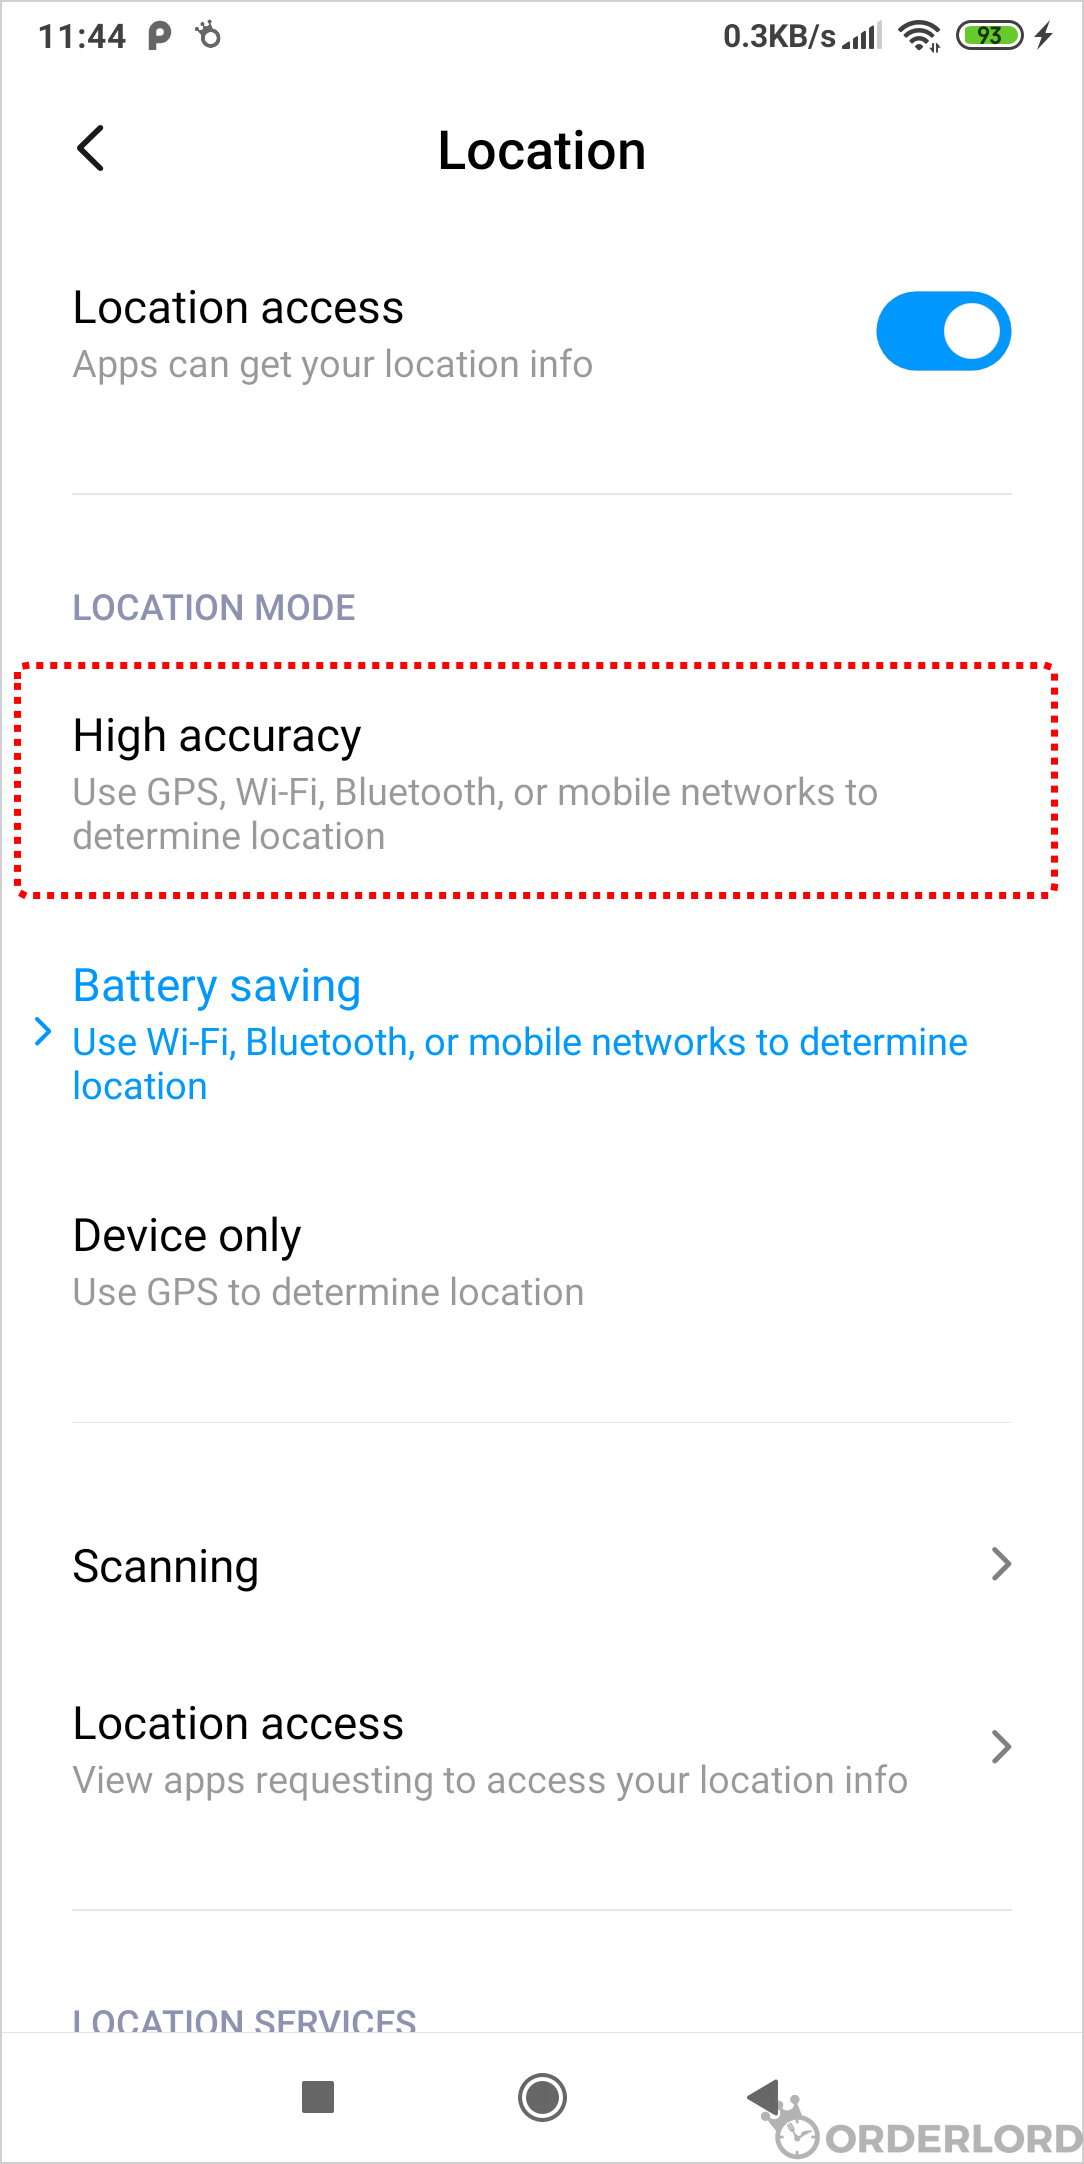 11:44
0.3KB/s
93
Location
Location access
Apps can get your location info
LOCATION MODE
High accuracy
Use GPS, Wi-Fi, Bluetooth, or mobile networks to
determine location
Battery saving
Use Wi-Fi, Bluetooth, or mobile networks to determine
location
Device only
Use GPS to determine location
Scanning
Location access
View apps requesting to access your location info
LOCATION SERVICES
ORDERLORD